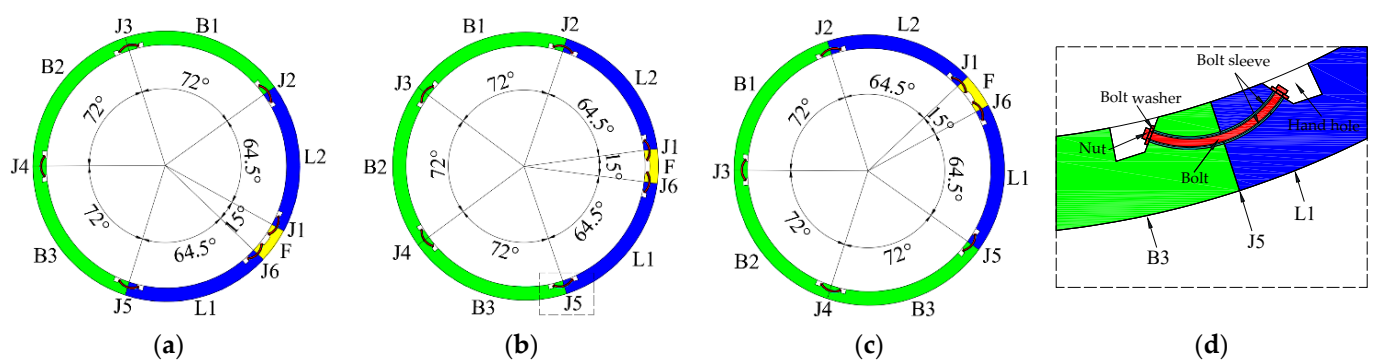 J3
B1
B2
J2
72°
72°
64.5°
J4
L2
72°
15°
J1
64.5°
F
B3
J6
J5
L1
(a)
B1
J2
L2
J3
72°
64.5°
J1
B2
72°
15°
F
J6
64.5°
72°
J4
L1
B3
J5
(b)
L2
J2
J1
F
64.5°
J6
B1
72°
15°
J3
64.5°
L1
72°
72°
J5
B2
J4
B3
(c)
Bolt sleeve
Bolt washer
Hand hole
Nut
Bolt
L1
J5
B3
(d)